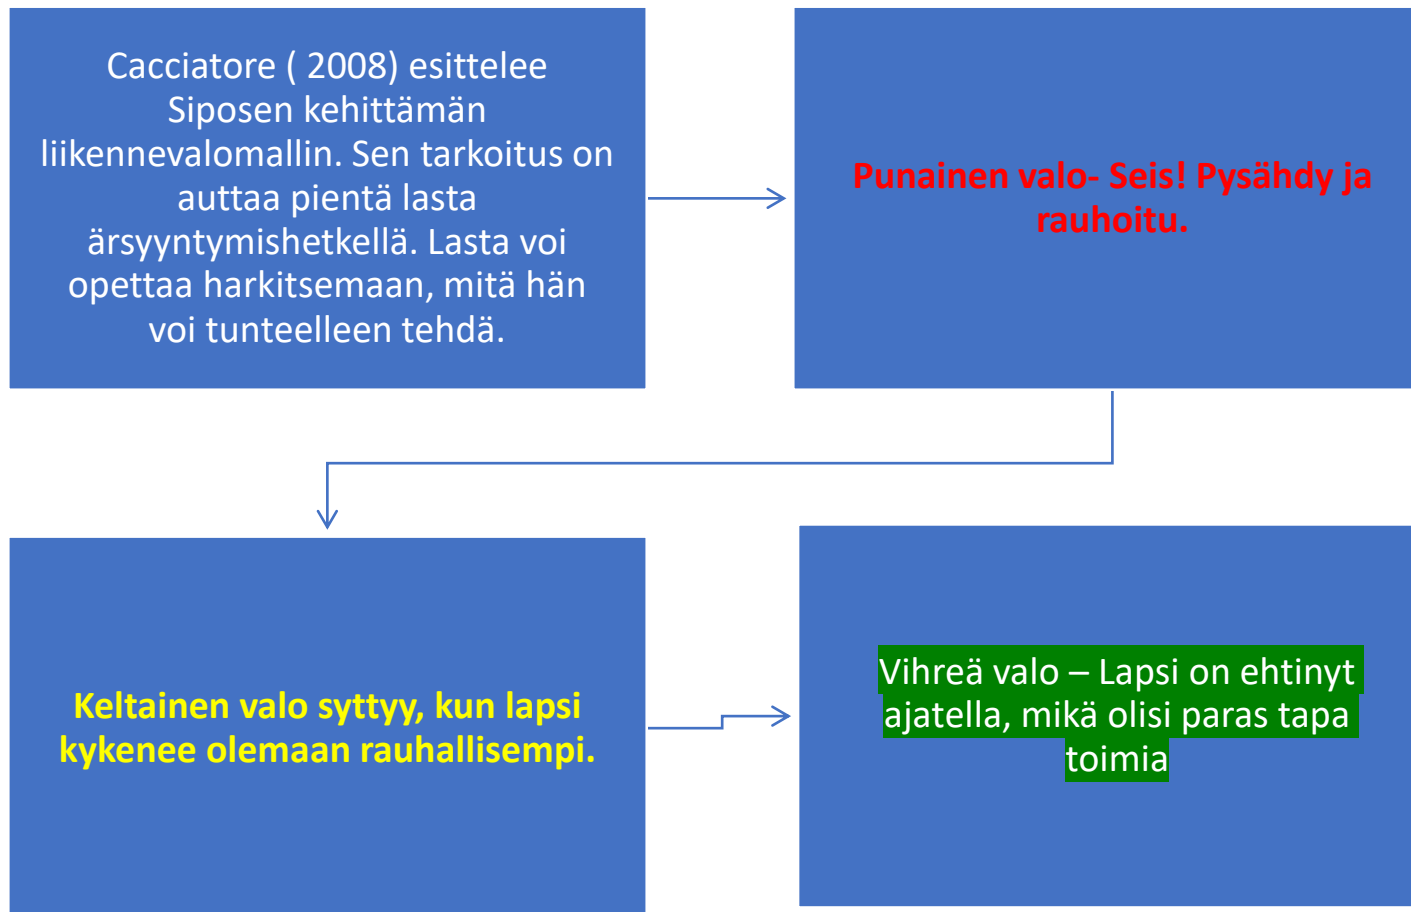 Cacciatore ( 2008) esittelee
Siposen kehittämän
liikennevalomallin. Sen tarkoitus on
auttaa pientä lasta
ärsyyntymishetkellä. Lasta voi
opettaa harkitsemaan, mitä hän
voi tunteelleen tehdä.
Punainen valo- Seis! Pysähdy ja
rauhoitu.
Keltainen valo syttyy, kun lapsi
kykenee olemaan rauhallisempi.
Vihreä valo – Lapsi on ehtinyt
ajatella, mikä olisi paras tapa
toimia